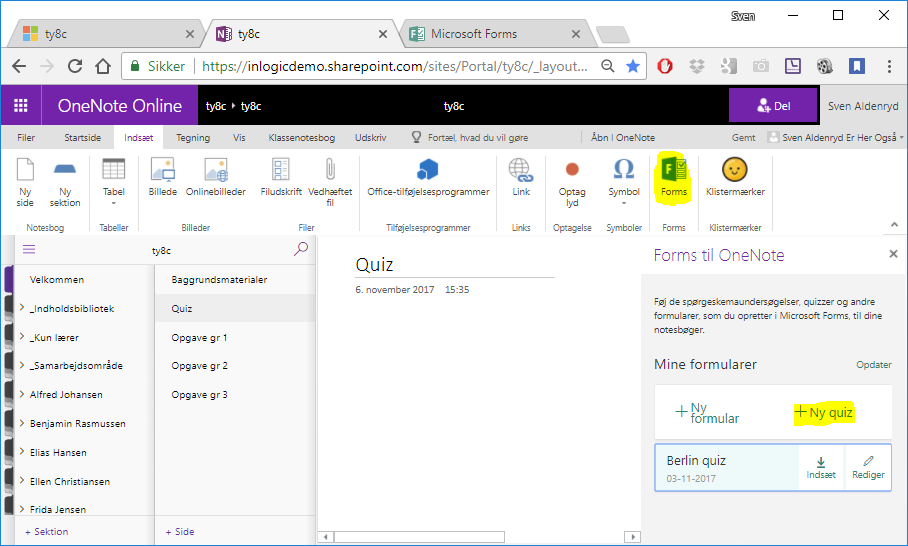 Sven
ty8c
ty8c
Microsoft Forms
Sikker
https://inlogicdemo.sharepoint.com/sites/Portal/ty8c/_layout...
OneNote Online
ty8c ty8c
ty8c
Del
Sven Aldenryd
Filer
Startside
Indsæt
Tegning
Vis
Klassenotesbog
Udskriv
Fortæl, hvad du vil gøre
Åbn I OneNote
Gemt
Sven Aldenryd Er Her Også
Ny
side
Ny
sektion
Tabel
Billede
Onlinebilleder
Filudskrift
Vedhæftet
fil
Office-tilføjelsesprogrammer
Link
Optag
lyd
Symbol
Forms
Klistermærker
Notesbog
Tabeller
Billeder
Filer
Tilføjelsesprogrammer
Links
Optagelse
Symboler
Forms
Klistermærker
ty8c
Velkommen
_Indholdsbibliotek
_Kun lærer
_Samarbejdsområde
Alfred Johansen
Benjamin Rasmussen
Elias Hansen
Ellen Christiansen
Frida Jensen
+ Sektion
Baggrundsmaterialer
Quiz
Opgave gr 1
Opgave gr 2
Opgave gr 3
+ Side
Quiz
6. november 2017 15:35
Forms til OneNote
Føj de spørgeskemaundersøgelser, quizzer og andre
formularer, som du opretter i Microsoft Forms, til dine
notesbøger.
Mine formularer
Opdater
+ Ny
formular
+ Ny quiz
Berlin quiz
03-11-2017
Indsæt
Rediger